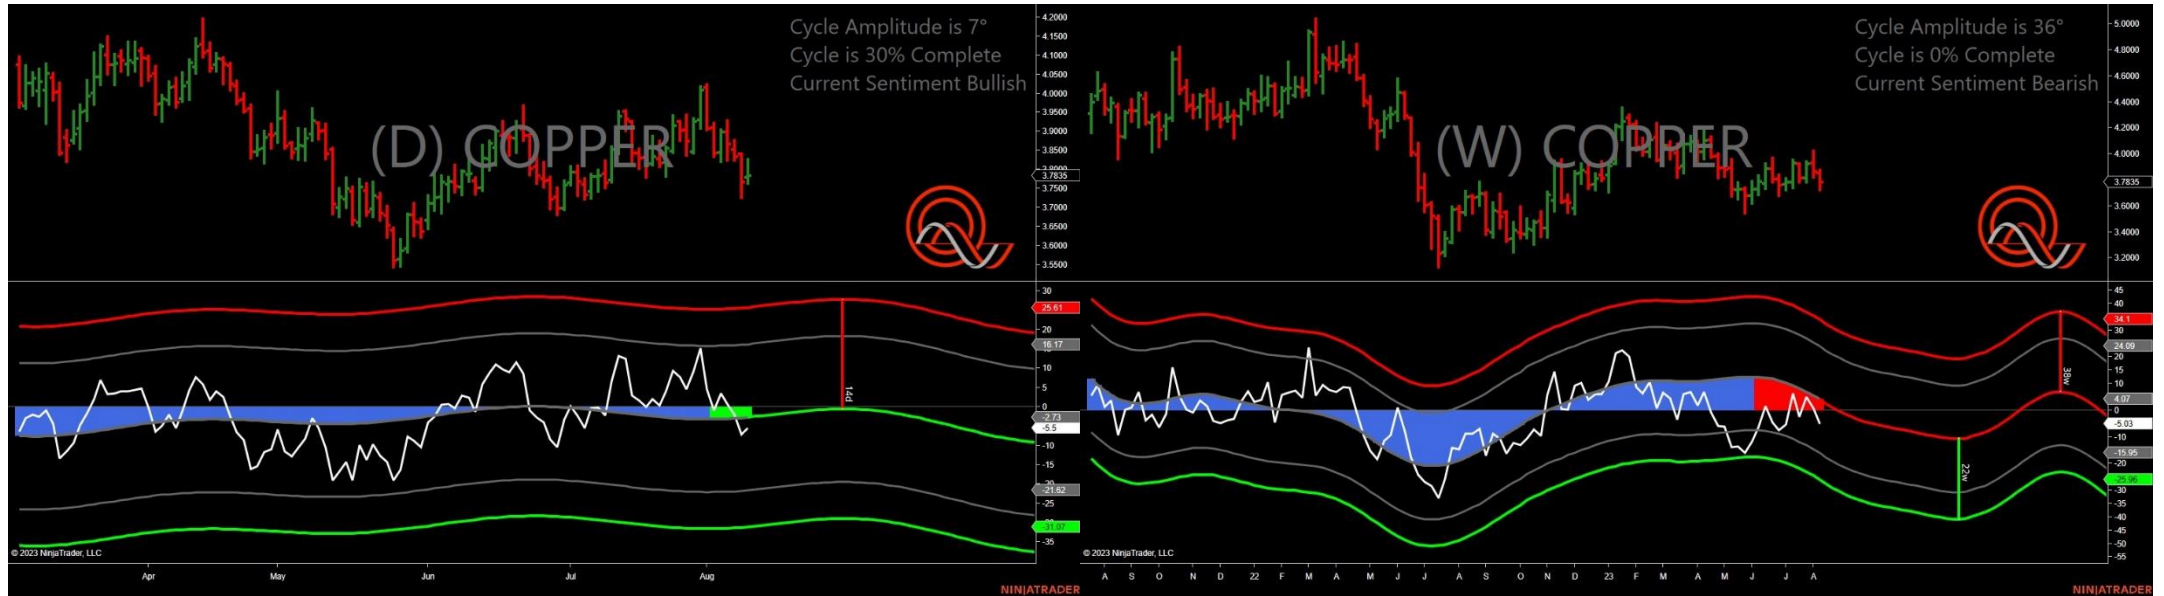 Cycle Amplitude is 7°
Cycle is 30% Complete
Current Sentiment Bullish
(D) COPPER
4.2000
4.1500
4.1000
4.0500
4.0000
3.9500
3.9000
3.8500
3.7835
3.7500
3.7000
3.6500
3.6000
3.5500
30
25.61
20
16.17
10
5
0
-2.73
-5.5
-10
-15
-21.62
-31.07
-35
14d
© 2023 NinjaTrader, LLC
Apr
May
Jun
Jul
Aug
NINJATRADER
Cycle Amplitude is 36°
Cycle is 0% Complete
Current Sentiment Bearish
(W) COPPER
5.0000
4.8000
4.6000
4.4000
4.2000
4.0000
3.7835
3.6000
3.4000
3.2000
45
40
34.1
30
24.09
20
15
10
4.07
0
-5.03
-10
-15.95
-20
-25.96
-30
-35
-40
-45
-50
-55
38w
22w
© 2023 NinjaTrader, LLC
A S O N D 22 F M A M J J A S O N D 23 F M A M J J A
NINJATRADER